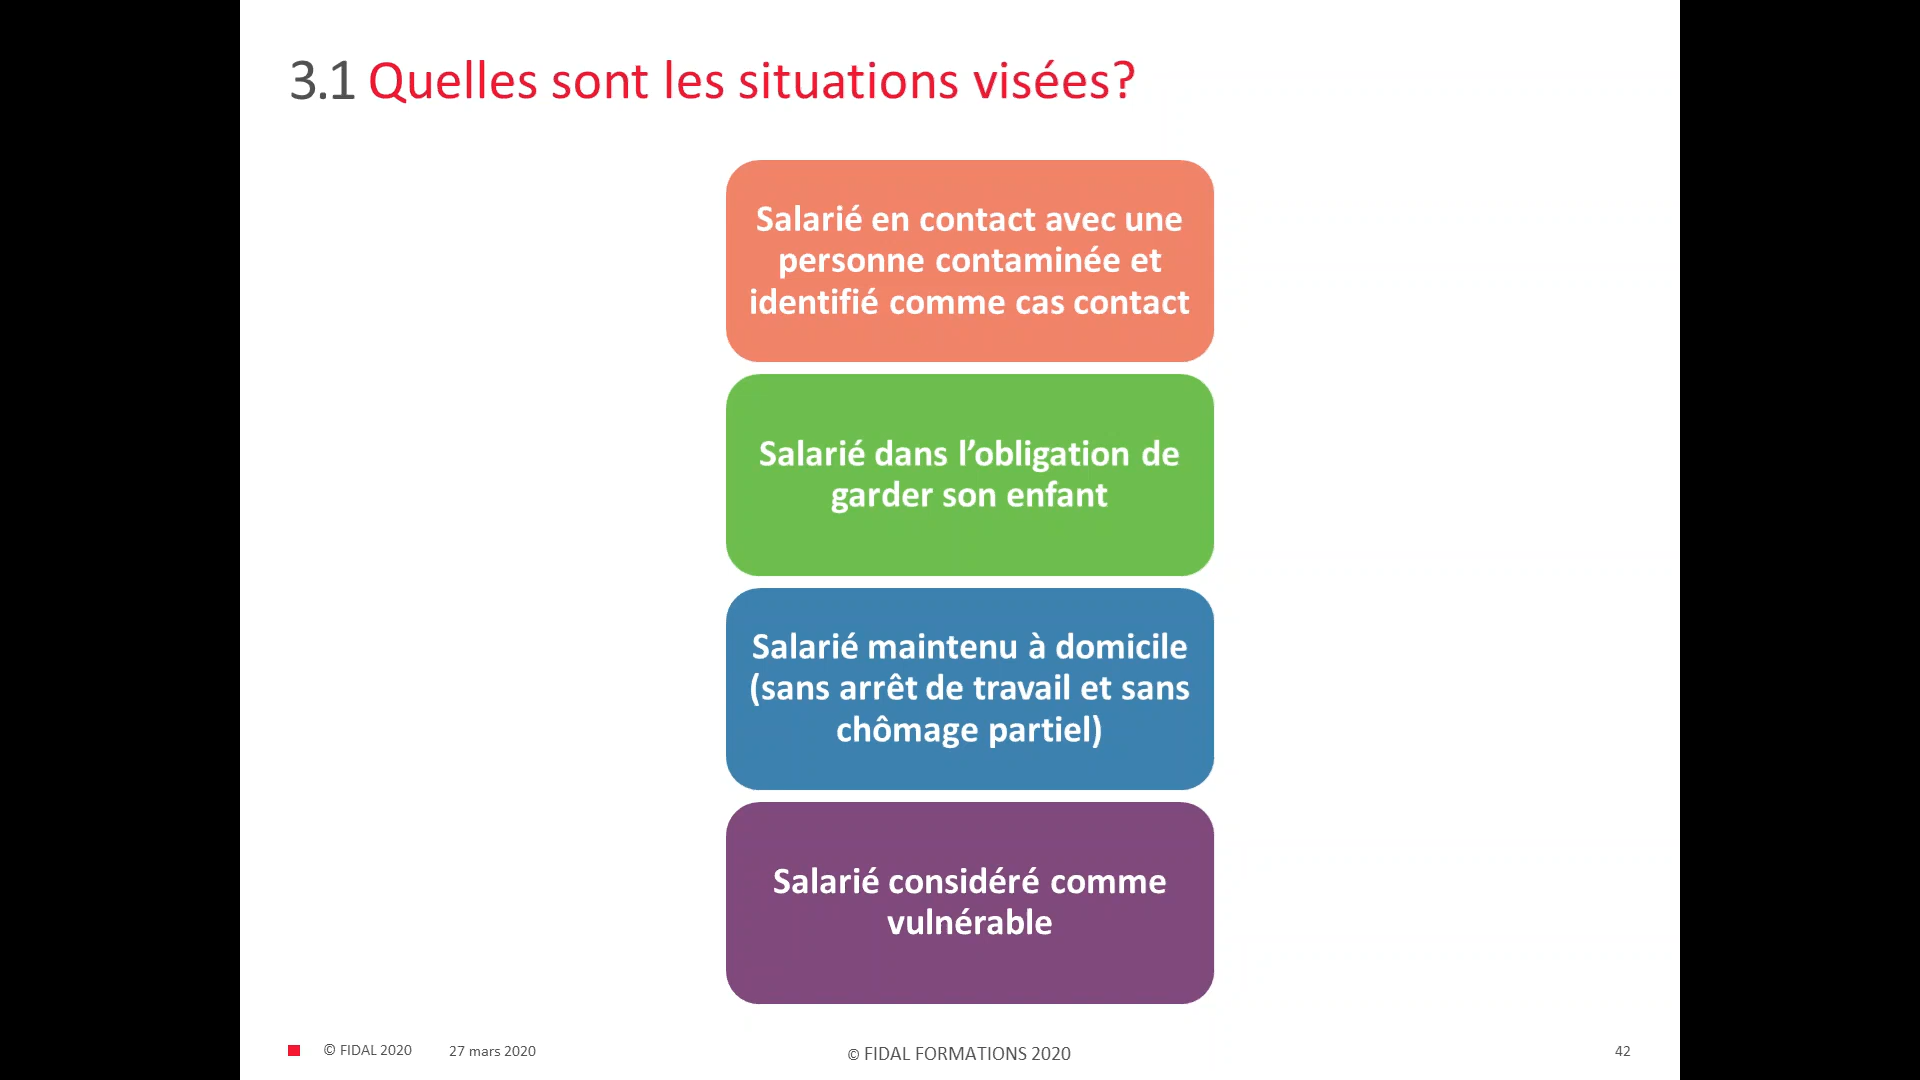 3.1 Quelles sont les situations visées?
Salarié en contact avec une
personne contaminée et
identifié comme cas contact
Salarié dans l’obligation de
garder son enfant
Salarié maintenu à domicile
(sans arrêt de travail et sans
chômage partiel)
Salarié considéré comme
vulnérable
© FIDAL 2020 27 mars 2020 © FIDAL FORMATIONS 2020 42